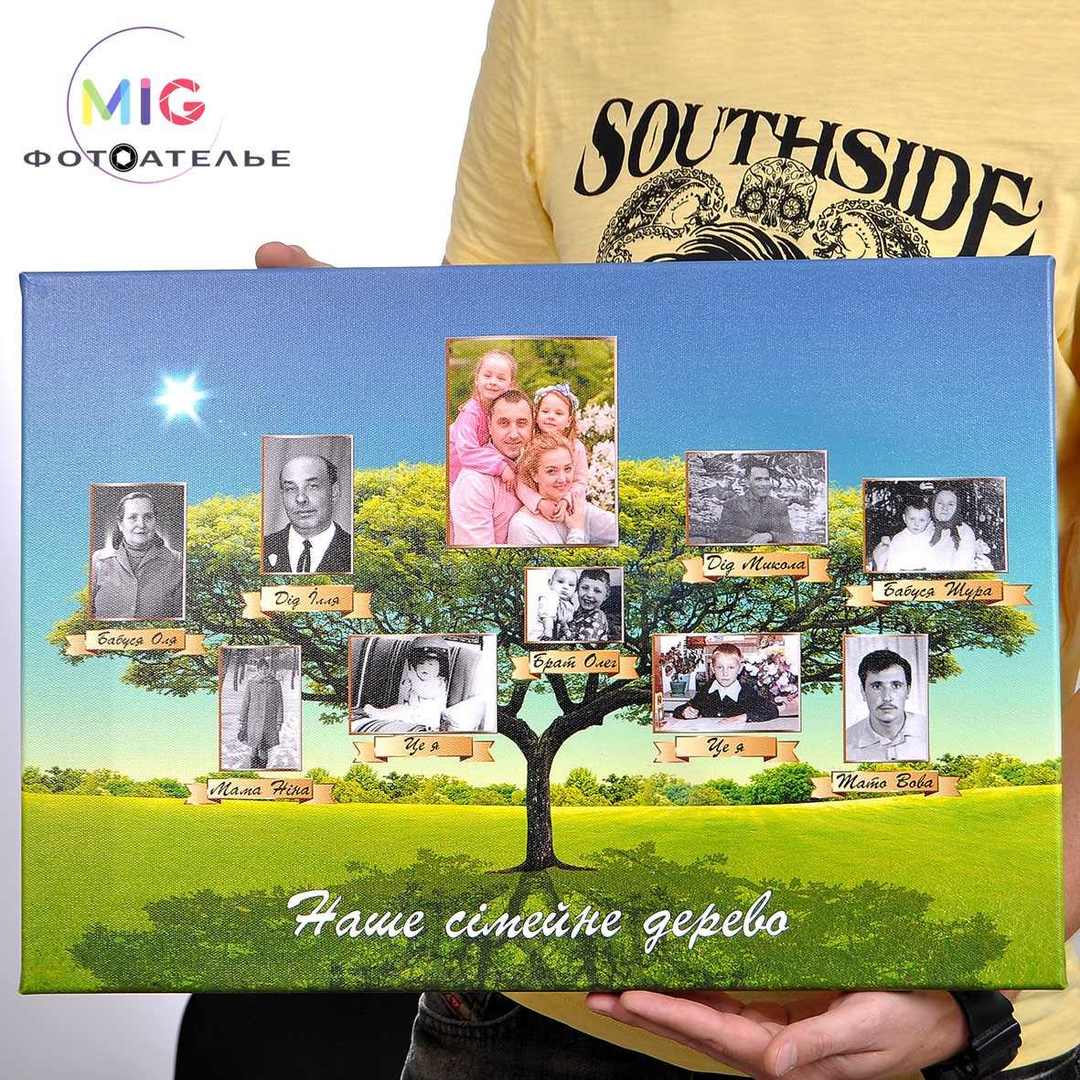 MIG
ФОТОАТЕЛЬЕ
SOUTHSIDE
Бабуся Оля
Дід Ілля
Дід Микола
Бабуся Шура
Брат Олег
Це я
Це я
Мама Ніна
Тато Вова
Наше сімейне дерево